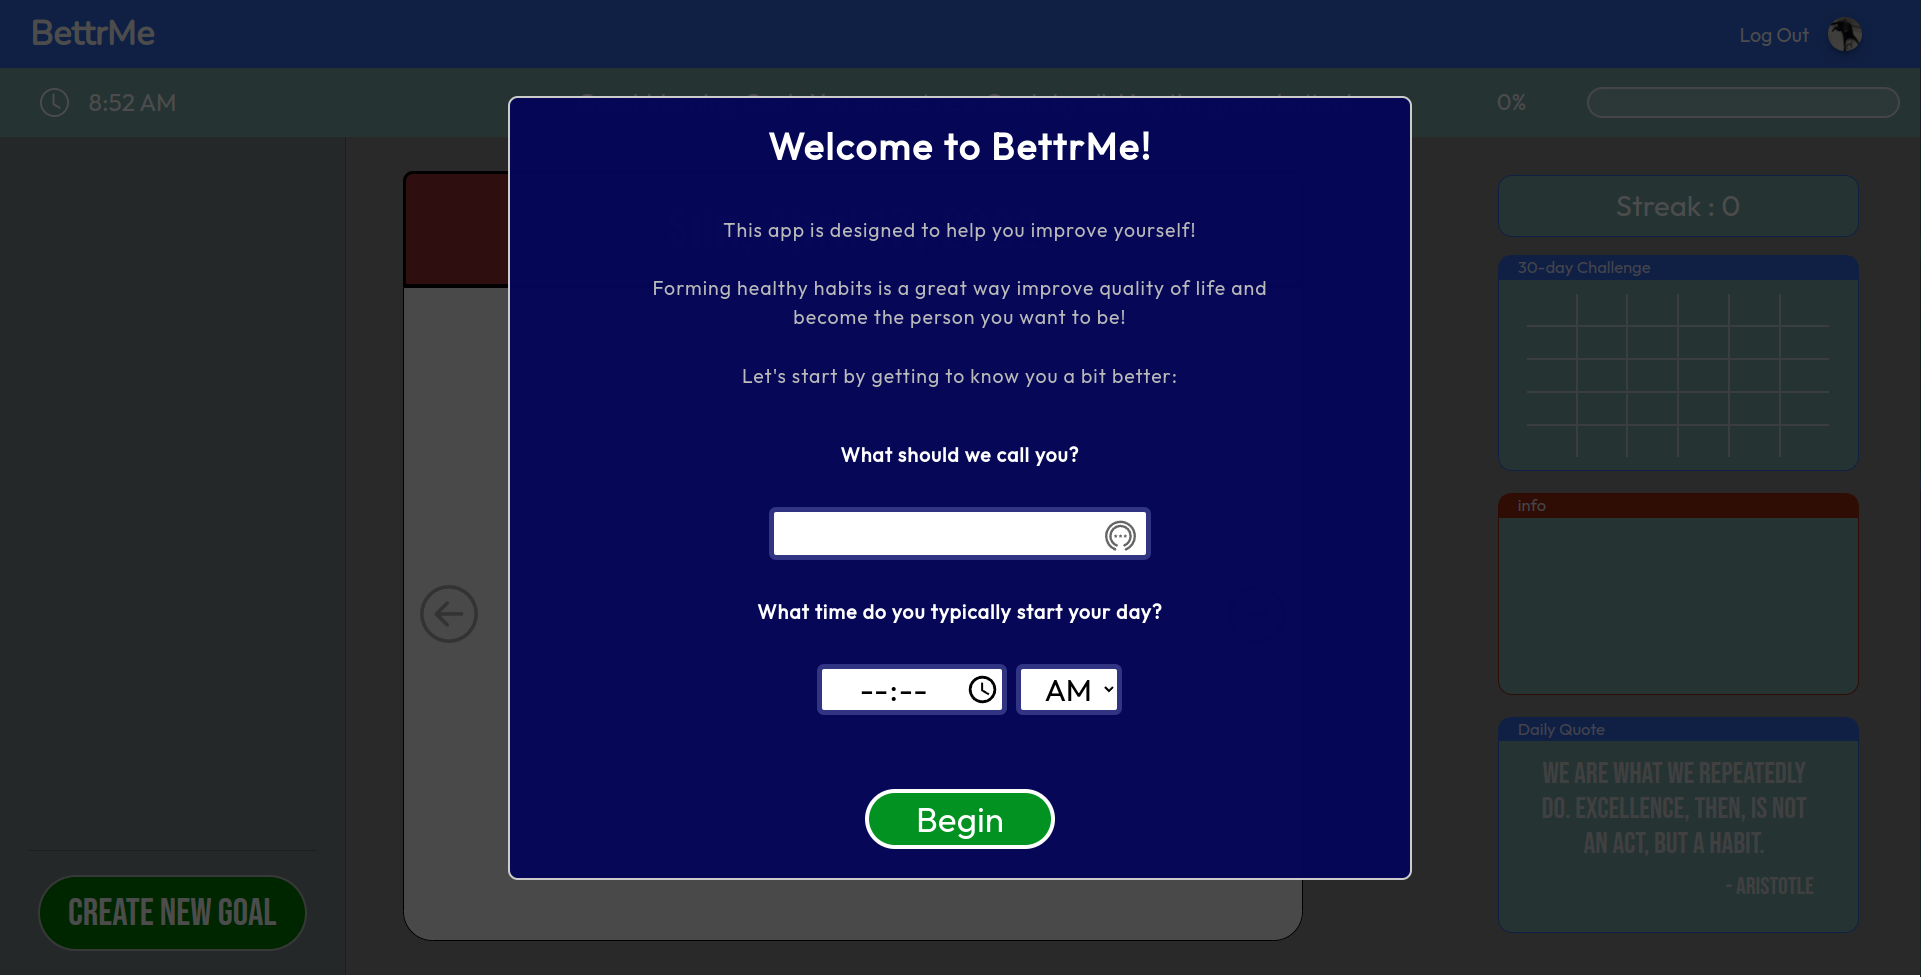 BettrMe
Log Out
8:52 AM
0%
Welcome to BettrMe!
This app is designed to help you improve yourself!
Forming healthy habits is a great way improve quality of life and
become the person you want to be!
Let's start by getting to know you a bit better:
What should we call you?
What time do you typically start your day?
--:--
AM
Begin
CREATE NEW GOAL
Streak : 0
30-day Challenge
info
Daily Quote
WE ARE WHAT WE REPEATEDLY
DO. EXCELLENCE, THEN, IS NOT
AN ACT, BUT A HABIT.
- ARISTOTLE